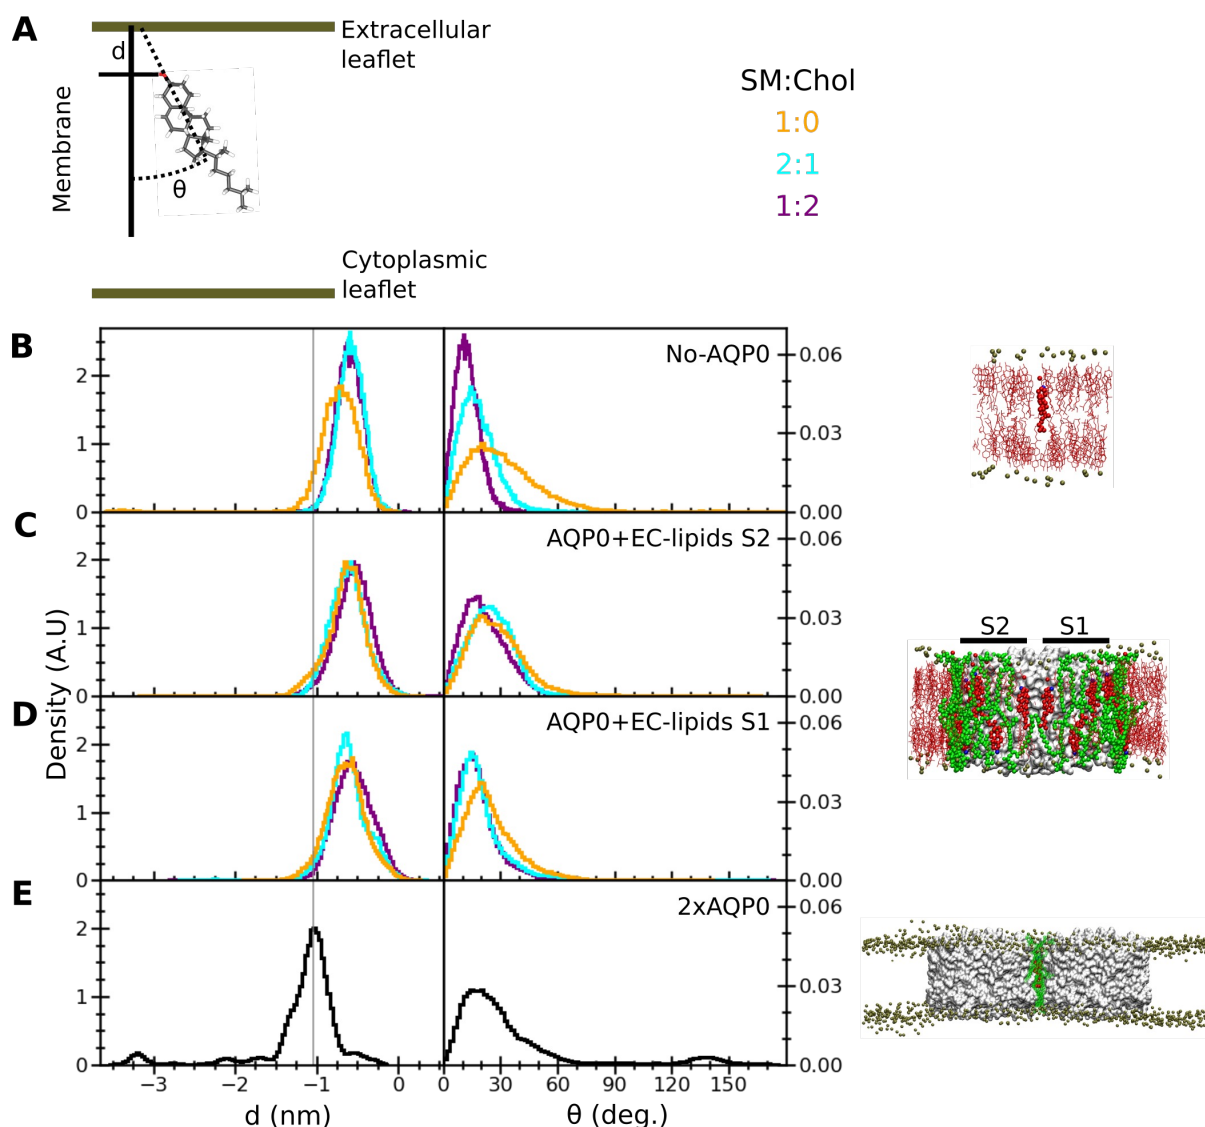 A
Extracellular
leaflet
d
Membrane
θ
Cytoplasmic
leaflet
SM:Chol
1:0
2:1
1:2
B
No-AQP0
2
1
0
0.06
0.03
0.00
C
AQP0+EC-lipids S2
2
1
0
0.06
0.03
0.00
S2 S1
D
AQP0+EC-lipids S1
2
1
0
0.06
0.03
0.00
Density (A.U)
E
2xAQP0
2
1
0
0.06
0.03
0.00
−3 −2 −1 0 0 30 60 90 120 150
d (nm) θ (deg.)